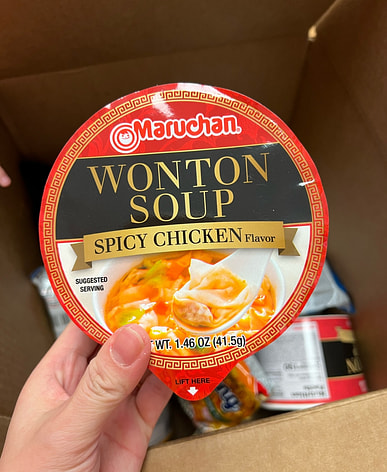 Maruchan.
WONTON
SOUP
SPICY CHICKEN Flavor
SUGGESTED
SERVING
WT. 1.46 OZ (41.5g)
LIFT HERE